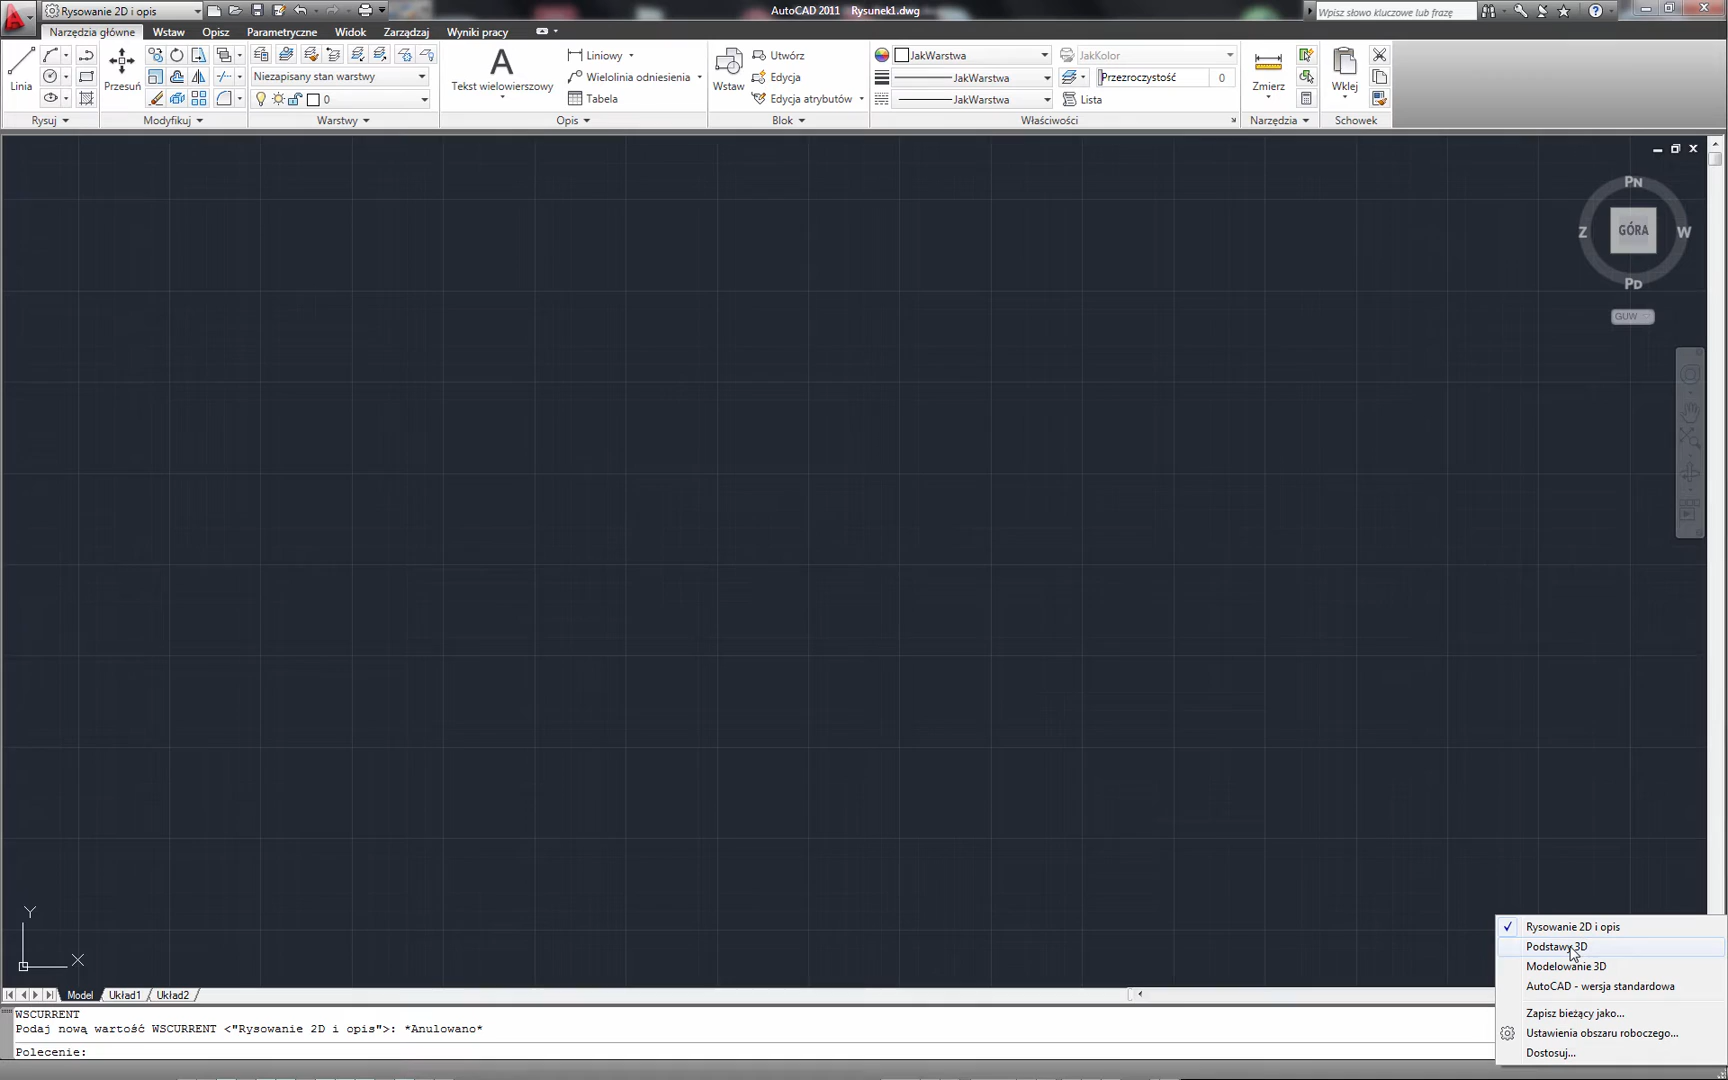 Rysowanie 2D i opis
AutoCAD 2011 Rysunek1.dwg
Wpisz słowo kluczowe lub frazę
Narzędzia główne Wstaw Opisz Parametryczne Widok Zarządzaj Wyniki pracy
Linia
Przesuń
Niezapisany stan warstwy
0
Tekst wielowierszowy
Liniowy
Wielolinia odniesienia
Tabela
Wstaw
Utwórz
Edycja
Edycja atrybutów
JakWarstwa
JakWarstwa
JakWarstwa
JakKolor
Przezroczystość 0
Lista
Zmierz
Wklej
Rysuj Modyfikuj Warstwy Opis Blok Właściwości Narzędzia Schowek
PN
Z GÓRA W
PD
GUW
Y
X
Model Układ1 Układ2
WSCURRENT
Podaj nową wartość WSCURRENT <"Rysowanie 2D i opis">: *Anulowano*
Polecenie:
Rysowanie 2D i opis
Podstawy 3D
Modelowanie 3D
AutoCAD - wersja standardowa
Zapisz bieżący jako...
Ustawienia obszaru roboczego...
Dostosuj...